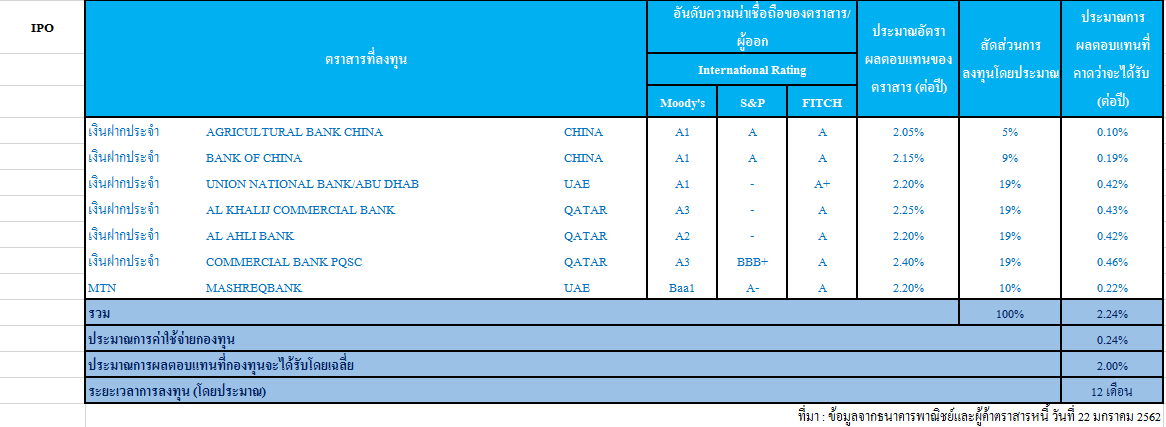 IPO
ตราสารที่ลงทุน
อันดับความน่าเชื่อถือของตราสาร/
ผู้ออก
International Rating
Moody's S&P FITCH
ประมาณอัตรา
ผลตอบแทนของ
ตราสาร (ต่อปี)
สัดส่วนการ
ลงทุนโดยประมาณ
ประมาณการ
ผลตอบแทนที่
คาดว่าจะได้รับ
(ต่อปี)
เงินฝากประจำ AGRICULTURAL BANK CHINA CHINA A1 A A 2.05% 5% 0.10%
เงินฝากประจำ BANK OF CHINA CHINA A1 A A 2.15% 9% 0.19%
เงินฝากประจำ UNION NATIONAL BANK/ABU DHAB UAE A1 - A+ 2.20% 19% 0.42%
เงินฝากประจำ AL KHALIJ COMMERCIAL BANK QATAR A3 - A 2.25% 19% 0.43%
เงินฝากประจำ AL AHLI BANK QATAR A2 - A 2.20% 19% 0.42%
เงินฝากประจำ COMMERCIAL BANK PQSC QATAR A3 BBB+ A 2.40% 19% 0.46%
MTN MASHREQBANK UAE Baa1 A- A 2.20% 10% 0.22%
รวม 100% 2.24%
ประมาณการค่าใช้จ่ายกองทุน 0.24%
ประมาณการผลตอบแทนที่กองทุนจะได้รับโดยเฉลี่ย 2.00%
ระยะเวลาการลงทุน (โดยประมาณ) 12 เดือน
ที่มา : ข้อมูลจากธนาคารพาณิชย์และผู้ค้าตราสารหนี้ วันที่ 22 มกราคม 2562